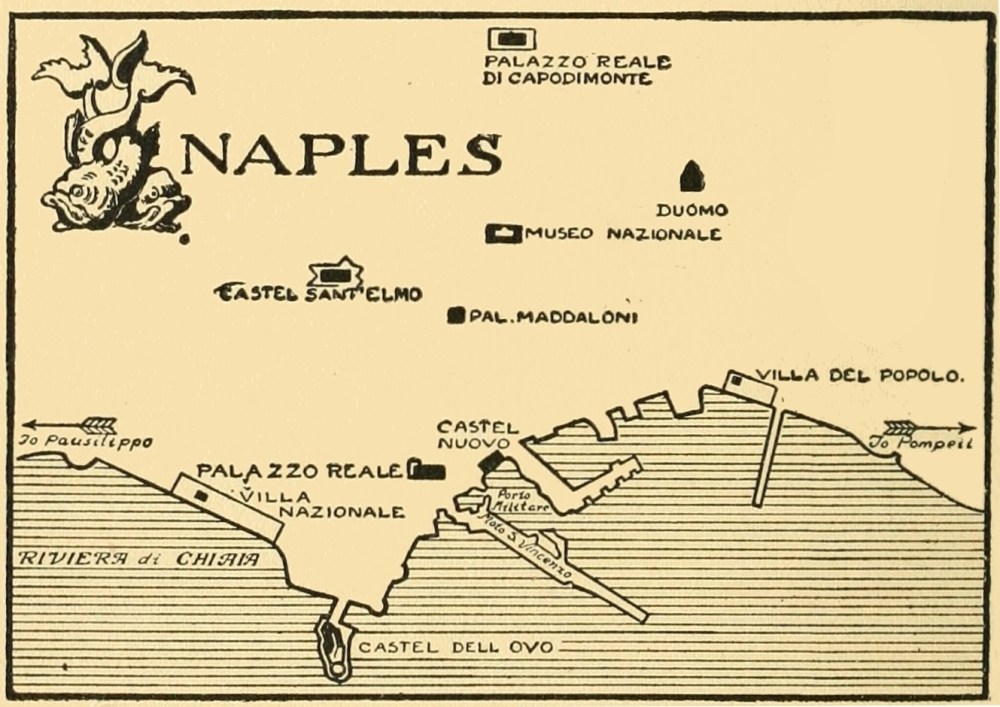 PALAZZO REALE
DI CAPODIMONTE
NAPLES
DUOMO
MUSEO NAZIONALE
CASTEL SANT'ELMO
PAL. MADDALONI
VILLA DEL POPOLO.
To Pausilippo
CASTEL
NUOVO
To Pompeii
PALAZZO REALE
VILLA
NAZIONALE
Porto
Militare
Molo S. Vincenzo
RIVIERA di CHIAIA
CASTEL DELL OVO